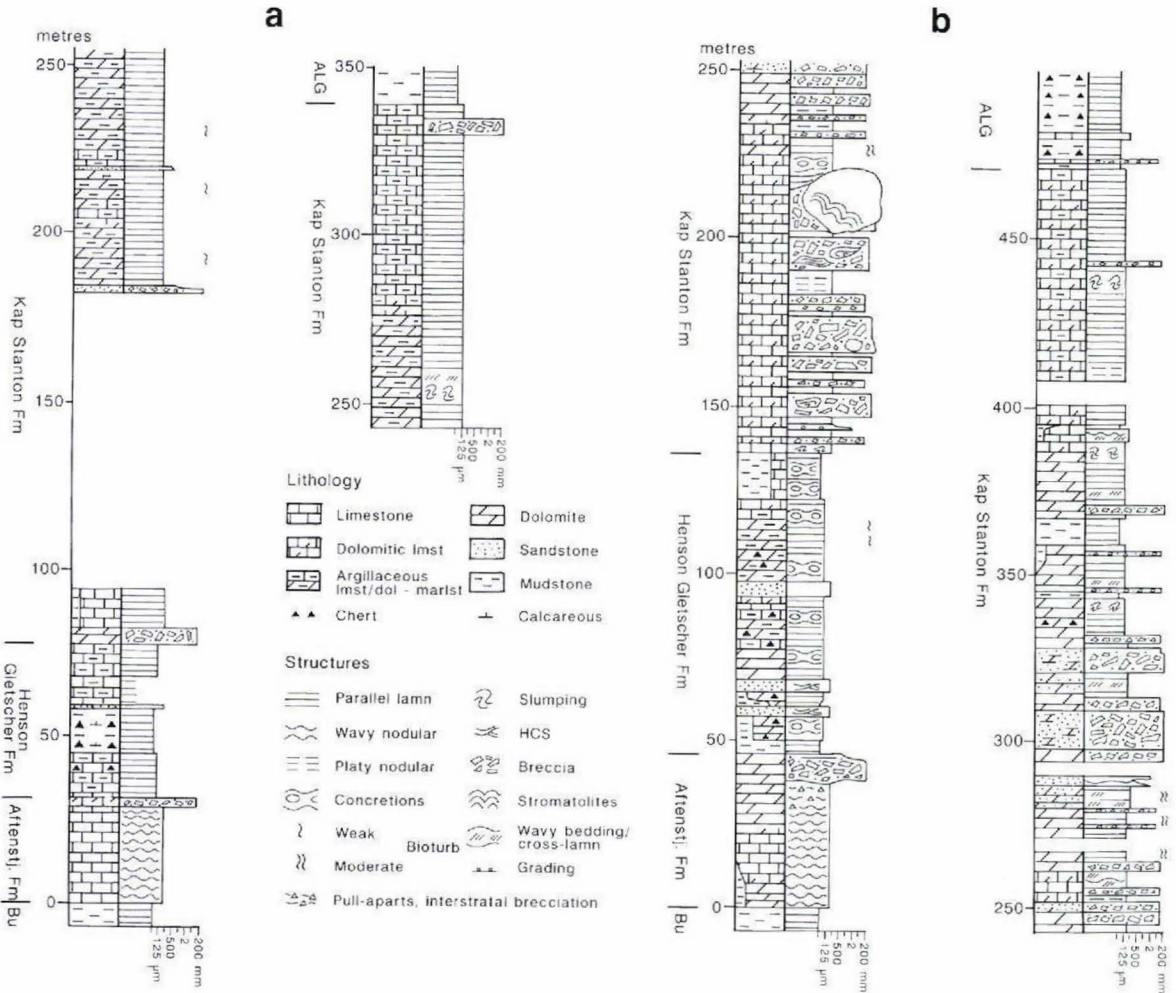 a
b
metres
250
200
150
100
50
0
Kap Stanton Fm
Henson
Gletscher Fm
Aftenstj. Fm
Bu
200 mm
2
500
125 µm
350
300
250
ALG
Kap Stanton Fm
200 mm
2
500
125 µm
Lithology
Limestone
Dolomite
Dolomitic lmst
Sandstone
Argillaceous
lmst/dol - marlst
Mudstone
Chert
Calcareous
Structures
Parallel lamn
Slumping
Wavy nodular
HCS
Platy nodular
Breccia
Concretions
Stromatolites
Weak
Bioturb
Moderate
Wavy bedding/
cross-lamn
Grading
Pull-aparts, interstratal brecciation
metres
250
200
150
100
50
0
Kap Stanton Fm
Henson Gletscher Fm
Aftenstj. Fm
Bu
200 mm
2
500
125 µm
450
400
350
300
250
ALG
Kap Stanton Fm
200 mm
2
500
125 µm